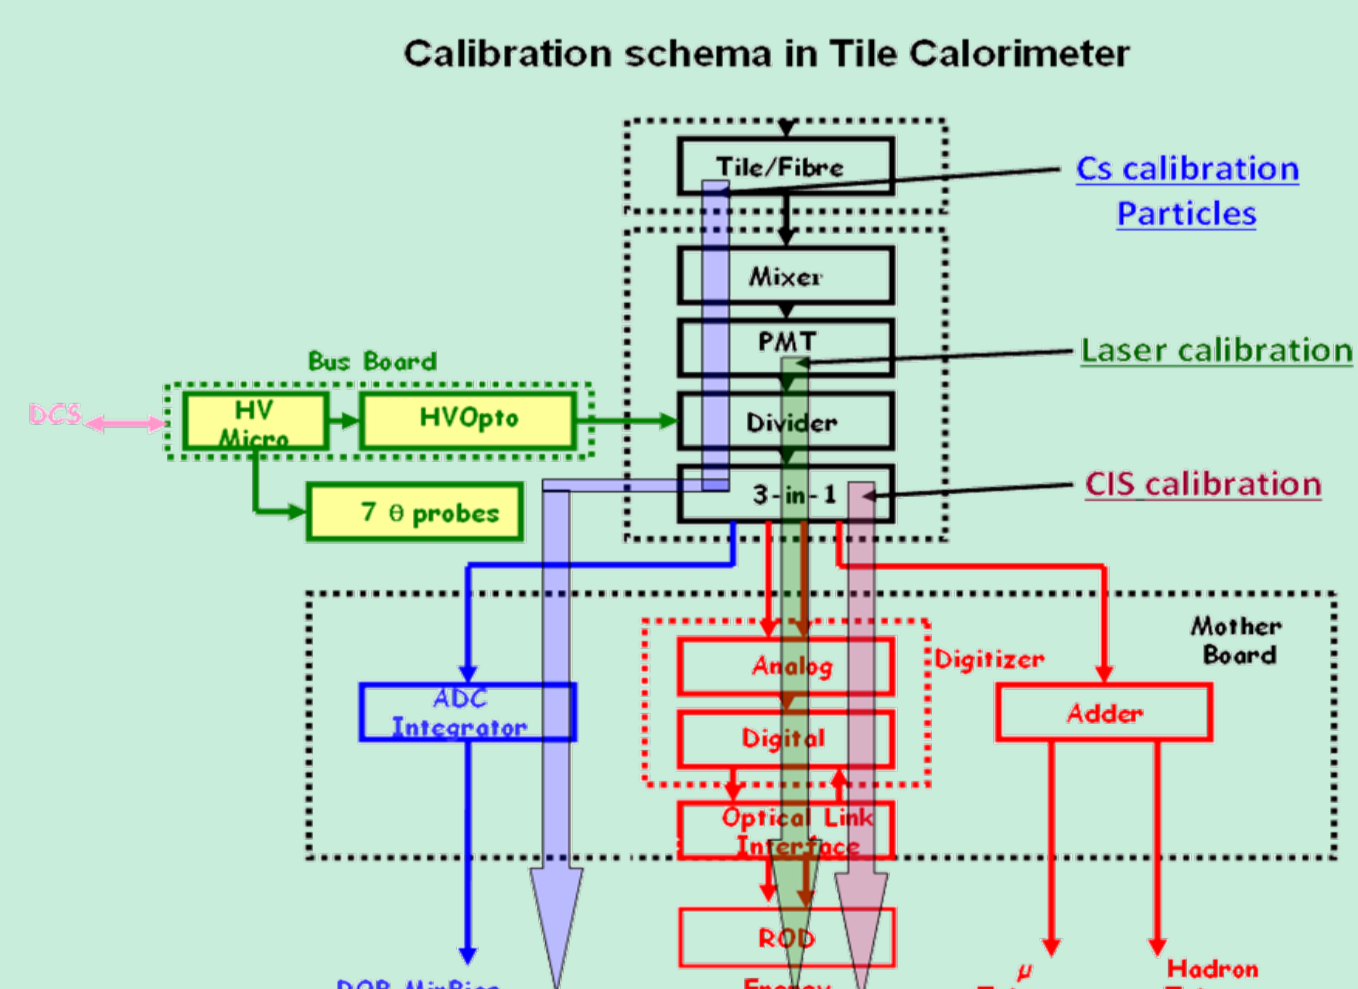 Calibration schema in Tile Calorimeter
Tile/Fibre
Cs calibration
Particles
Mixer
PMT
Laser calibration
Bus Board
DCS
HV
Micro
HVOpto
Divider
3-in-1
CIS calibration
7 θ probes
Mother
Board
Analog
Digitizer
ADC
Integrator
Digital
Adder
Optical Link
Interface
ROD
μ
Hadron
Energy